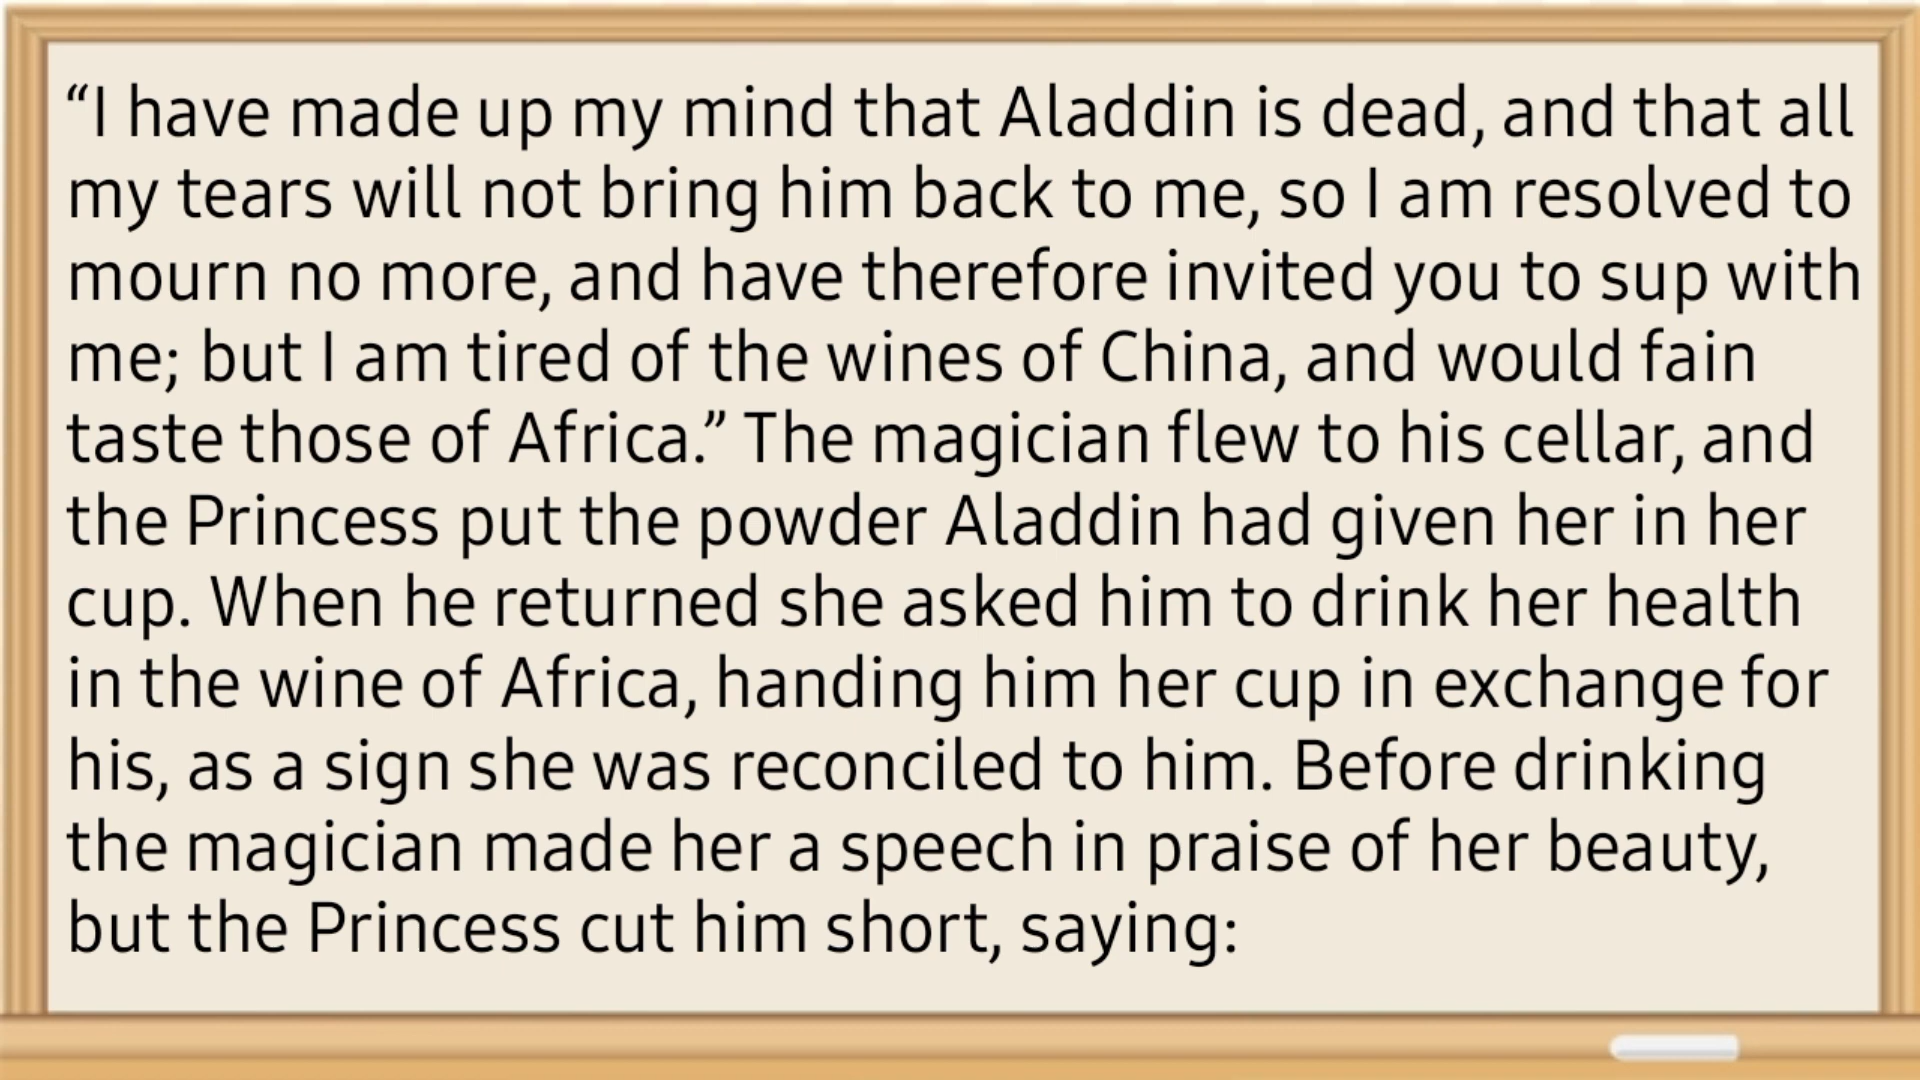 “I have made up my mind that Aladdin is dead, and that all
my tears will not bring him back to me, so I am resolved to
mourn no more, and have therefore invited you to sup with
me; but I am tired of the wines of China, and would fain
taste those of Africa.” The magician flew to his cellar, and
the Princess put the powder Aladdin had given her in her
cup. When he returned she asked him to drink her health
in the wine of Africa, handing him her cup in exchange for
his, as a sign she was reconciled to him. Before drinking
the magician made her a speech in praise of her beauty,
but the Princess cut him short, saying: